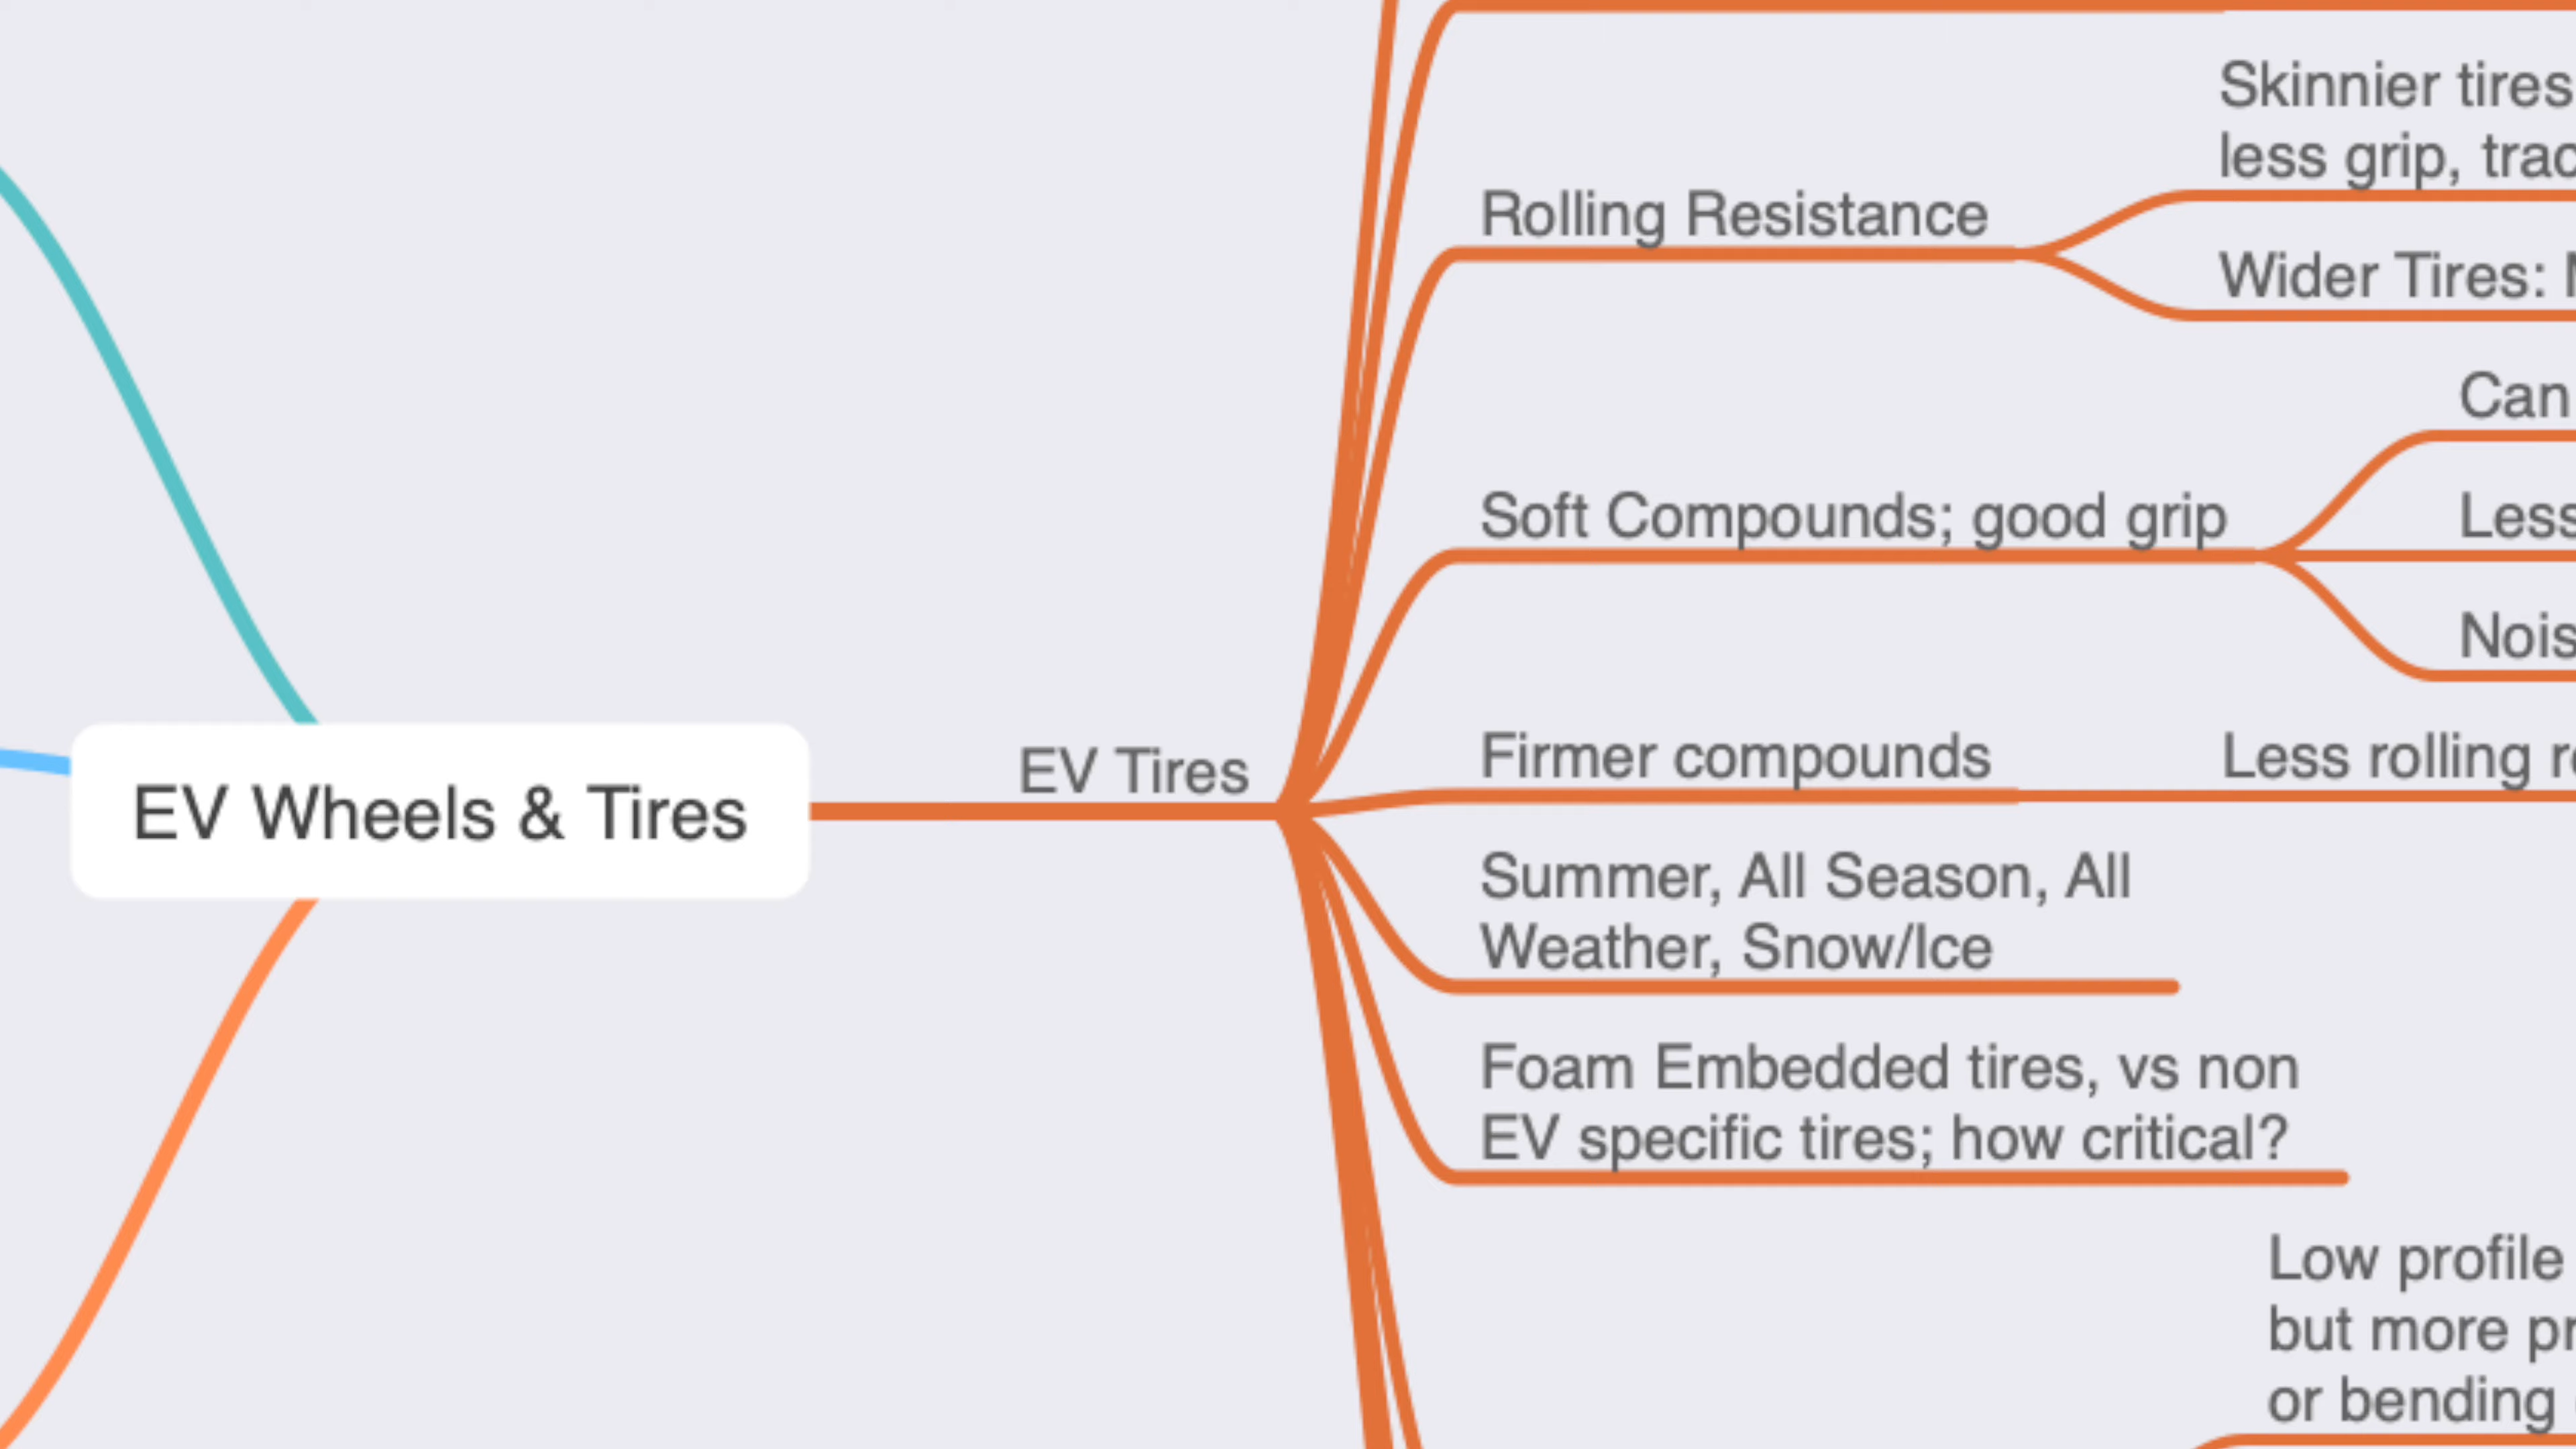 EV Wheels & Tires
EV Tires
Rolling Resistance
Skinnier tires
less grip,
Wider Tires:
Soft Compounds; good grip
Can
Less
Firmer compounds
Less rolling
Summer, All Season, All
Weather, Snow/Ice
Foam Embedded tires, vs non
EV specific tires; how critical?
Low profile
but more
or bending